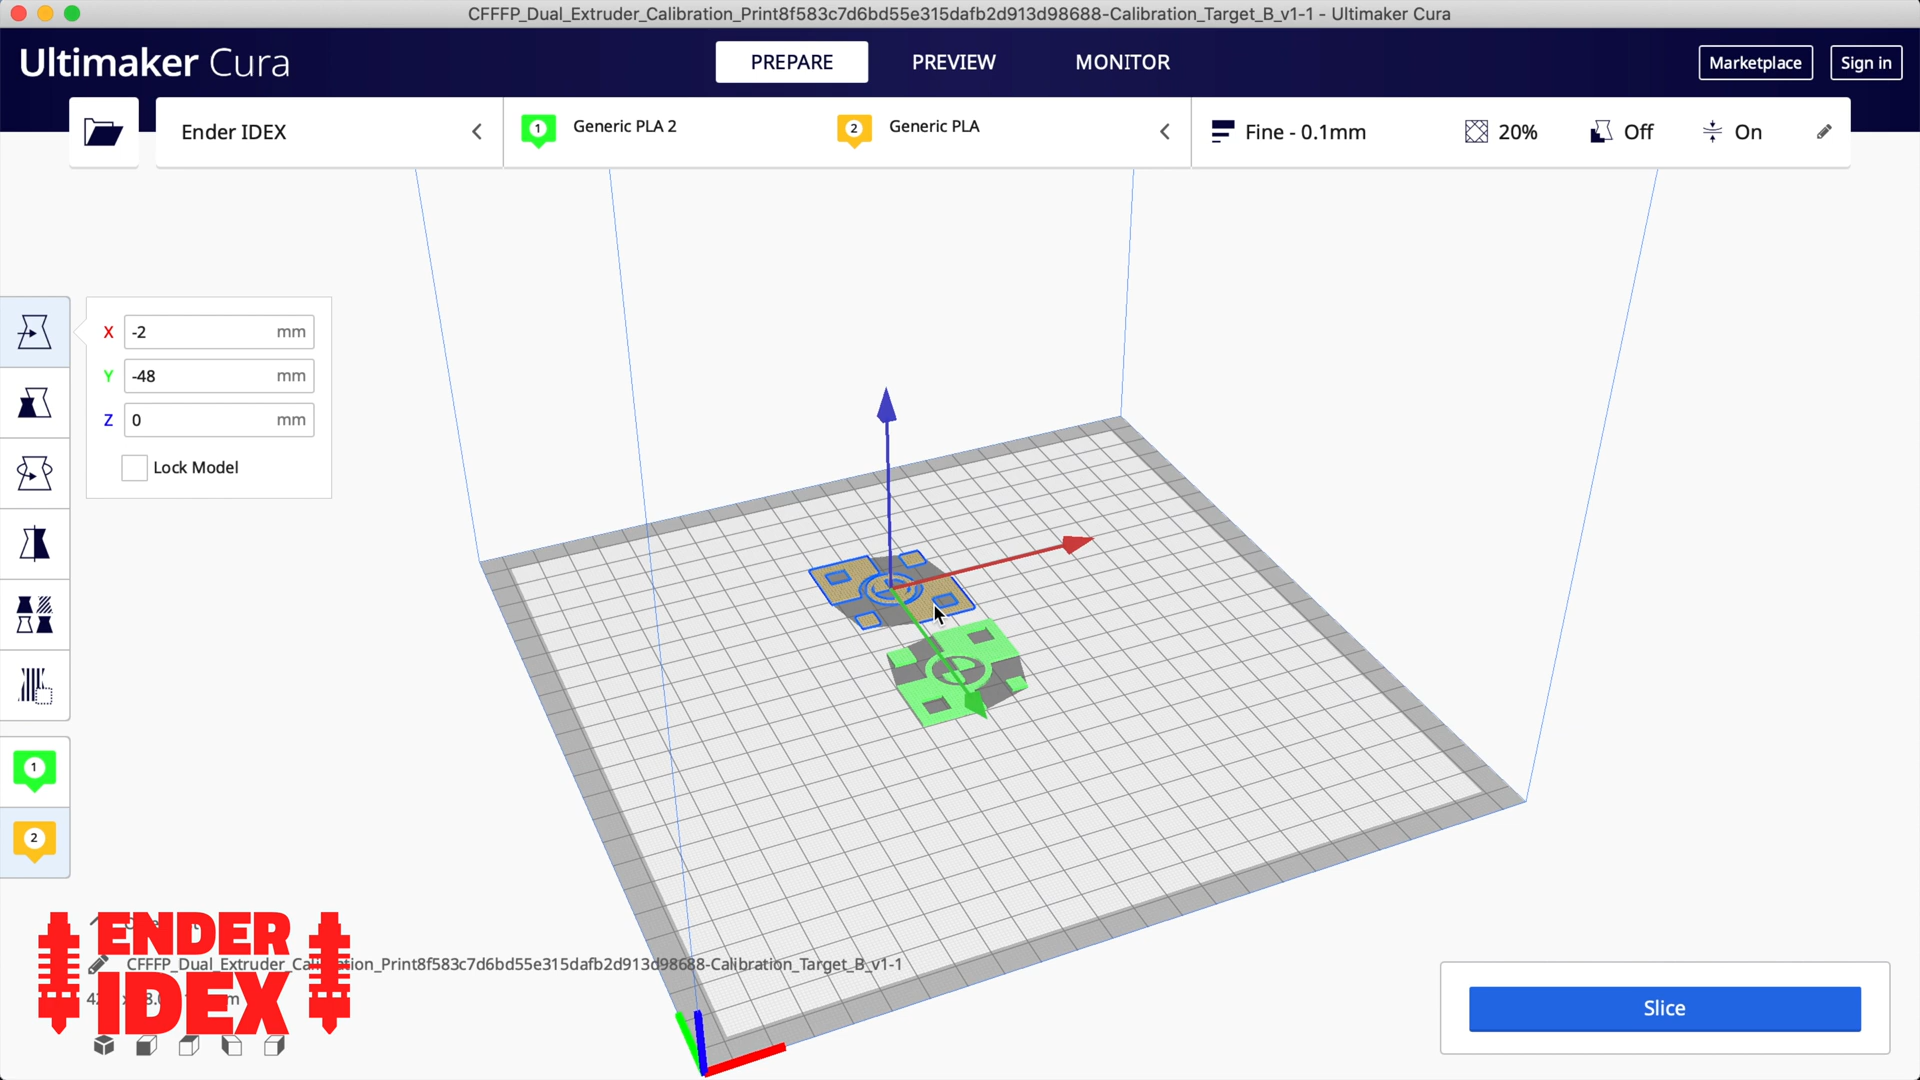 CFFFP_Dual_Extruder_Calibration_Print8f583c7d6bd55e315dafb2d913d98688-Calibration_Target_B_v1-1 - Ultimaker Cura
Ultimaker Cura
PREPARE
PREVIEW
MONITOR
Marketplace
Sign in
Ender IDEX
1
Generic PLA 2
2
Generic PLA
Fine - 0.1mm
20%
Off
On
X -2 mm
Y -48 mm
Z 0 mm
Lock Model
1
2
ENDER
IDEX
CFFFP_Dual_Extruder_Calibration_Print8f583c7d6bd55e315dafb2d913d98688-Calibration_Target_B_v1-1
Slice